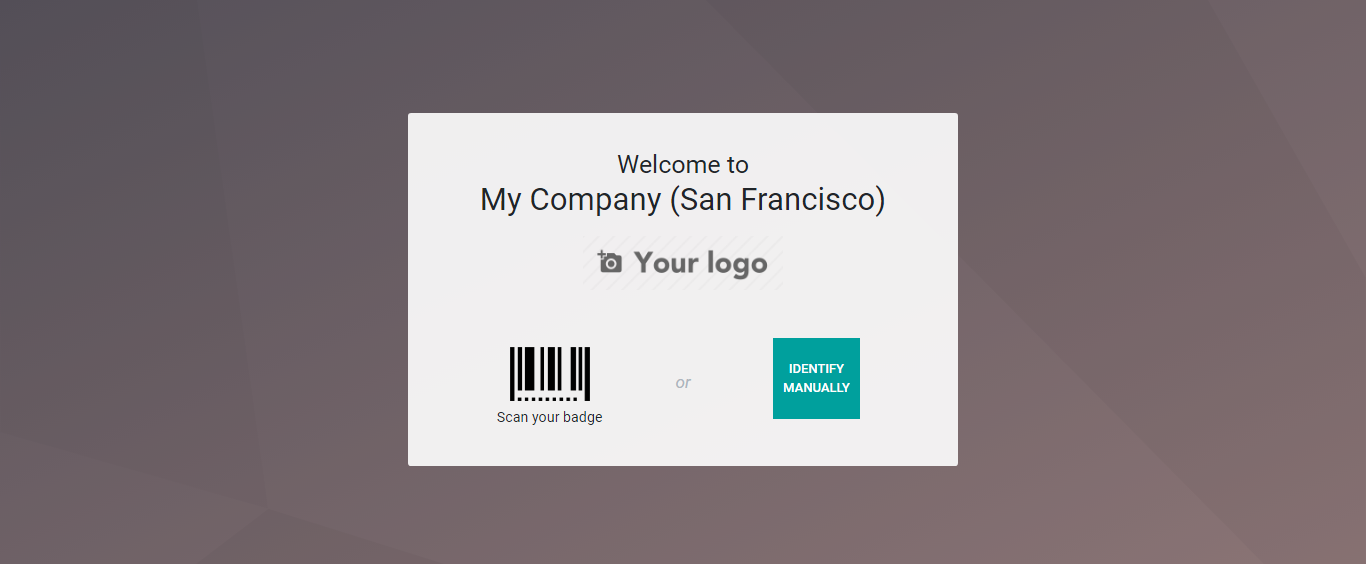 Welcome to
My Company (San Francisco)
Your logo
Scan your badge
or
IDENTIFY
MANUALLY